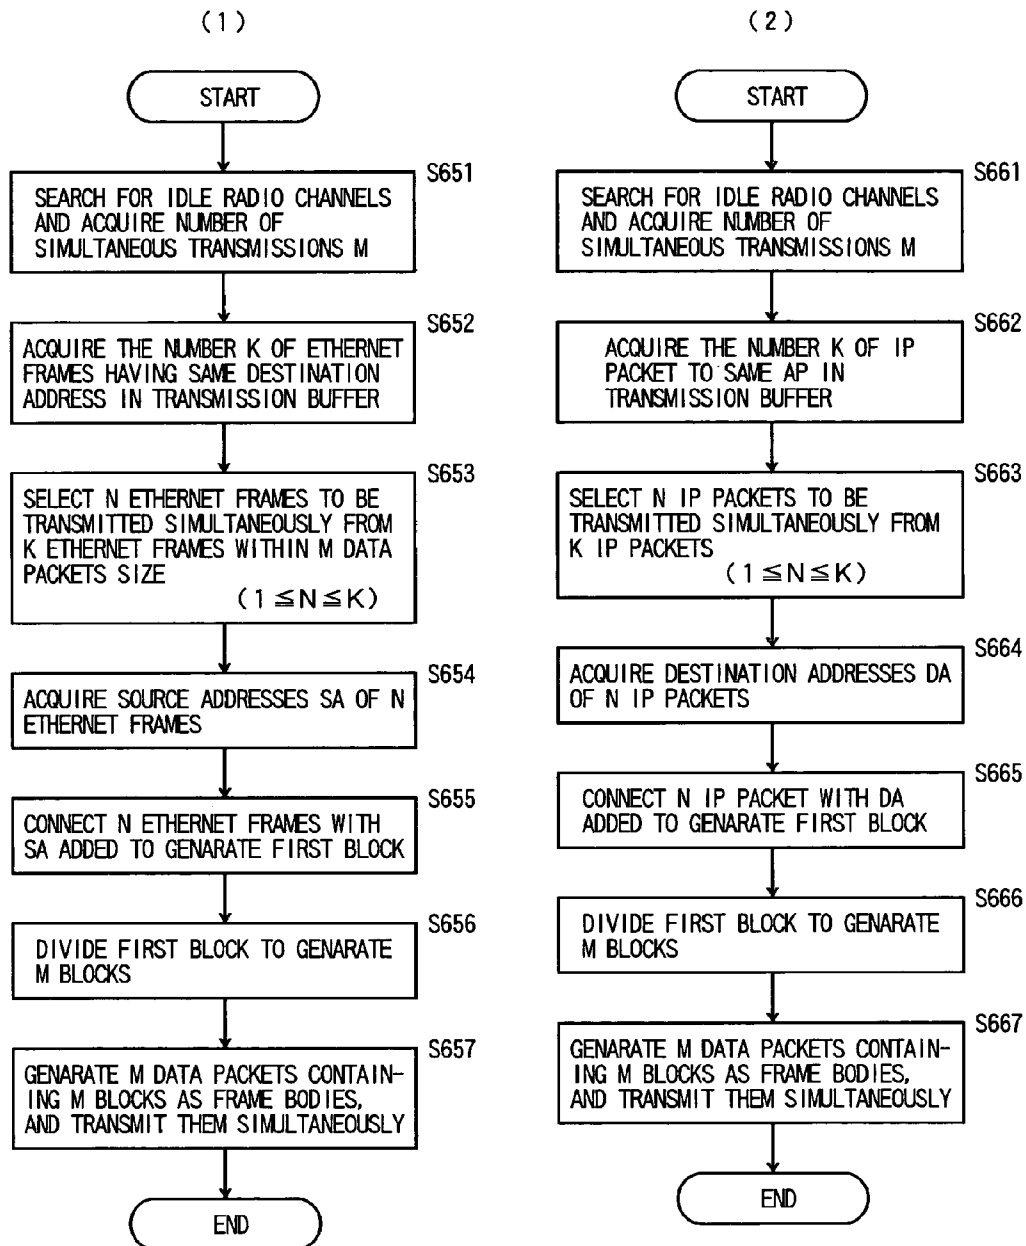 (1)
START
S651
SEARCH FOR IDLE RADIO CHANNELS
AND ACQUIRE NUMBER OF
SIMULTANEOUS TRANSMISSIONS M
S652
ACQUIRE THE NUMBER K OF ETHERNET
FRAMES HAVING SAME DESTINATION
ADDRESS IN TRANSMISSION BUFFER
S653
SELECT N ETHERNET FRAMES TO BE
TRANSMITTED SIMULTANEOUSLY FROM
K ETHERNET FRAMES WITHIN M DATA
PACKETS SIZE
(1≦N≦K)
S654
ACQUIRE SOURCE ADDRESSES SA OF N
ETHERNET FRAMES
S655
CONNECT N ETHERNET FRAMES WITH
SA ADDED TO GENARATE FIRST BLOCK
S656
DIVIDE FIRST BLOCK TO GENARATE
M BLOCKS
S657
GENARATE M DATA PACKETS CONTAIN-
ING M BLOCKS AS FRAME BODIES,
AND TRANSMIT THEM SIMULTANEOUSLY
END
(2)
START
S661
SEARCH FOR IDLE RADIO CHANNELS
AND ACQUIRE NUMBER OF
SIMULTANEOUS TRANSMISSIONS M
S662
ACQUIRE THE NUMBER K OF IP
PACKET TO SAME AP IN
TRANSMISSION BUFFER
S663
SELECT N IP PACKETS TO BE
TRANSMITTED SIMULTANEOUSLY FROM
K IP PACKETS
(1≦N≦K)
S664
ACQUIRE DESTINATION ADDRESSES DA
OF N IP PACKETS
S665
CONNECT N IP PACKET WITH DA
ADDED TO GENARATE FIRST BLOCK
S666
DIVIDE FIRST BLOCK TO GENARATE
M BLOCKS
S667
GENARATE M DATA PACKETS CONTAIN-
ING M BLOCKS AS FRAME BODIES,
AND TRANSMIT THEM SIMULTANEOUSLY
END